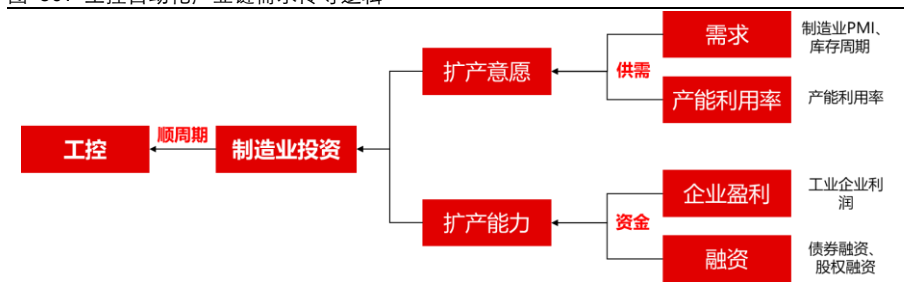 需求
制造业PMI、
库存周期
扩产意愿
供需
产能利用率
产能利用率
工控
顺周期
制造业投资
企业盈利
工业企业利
润
扩产能力
资金
融资
债券融资、
股权融资